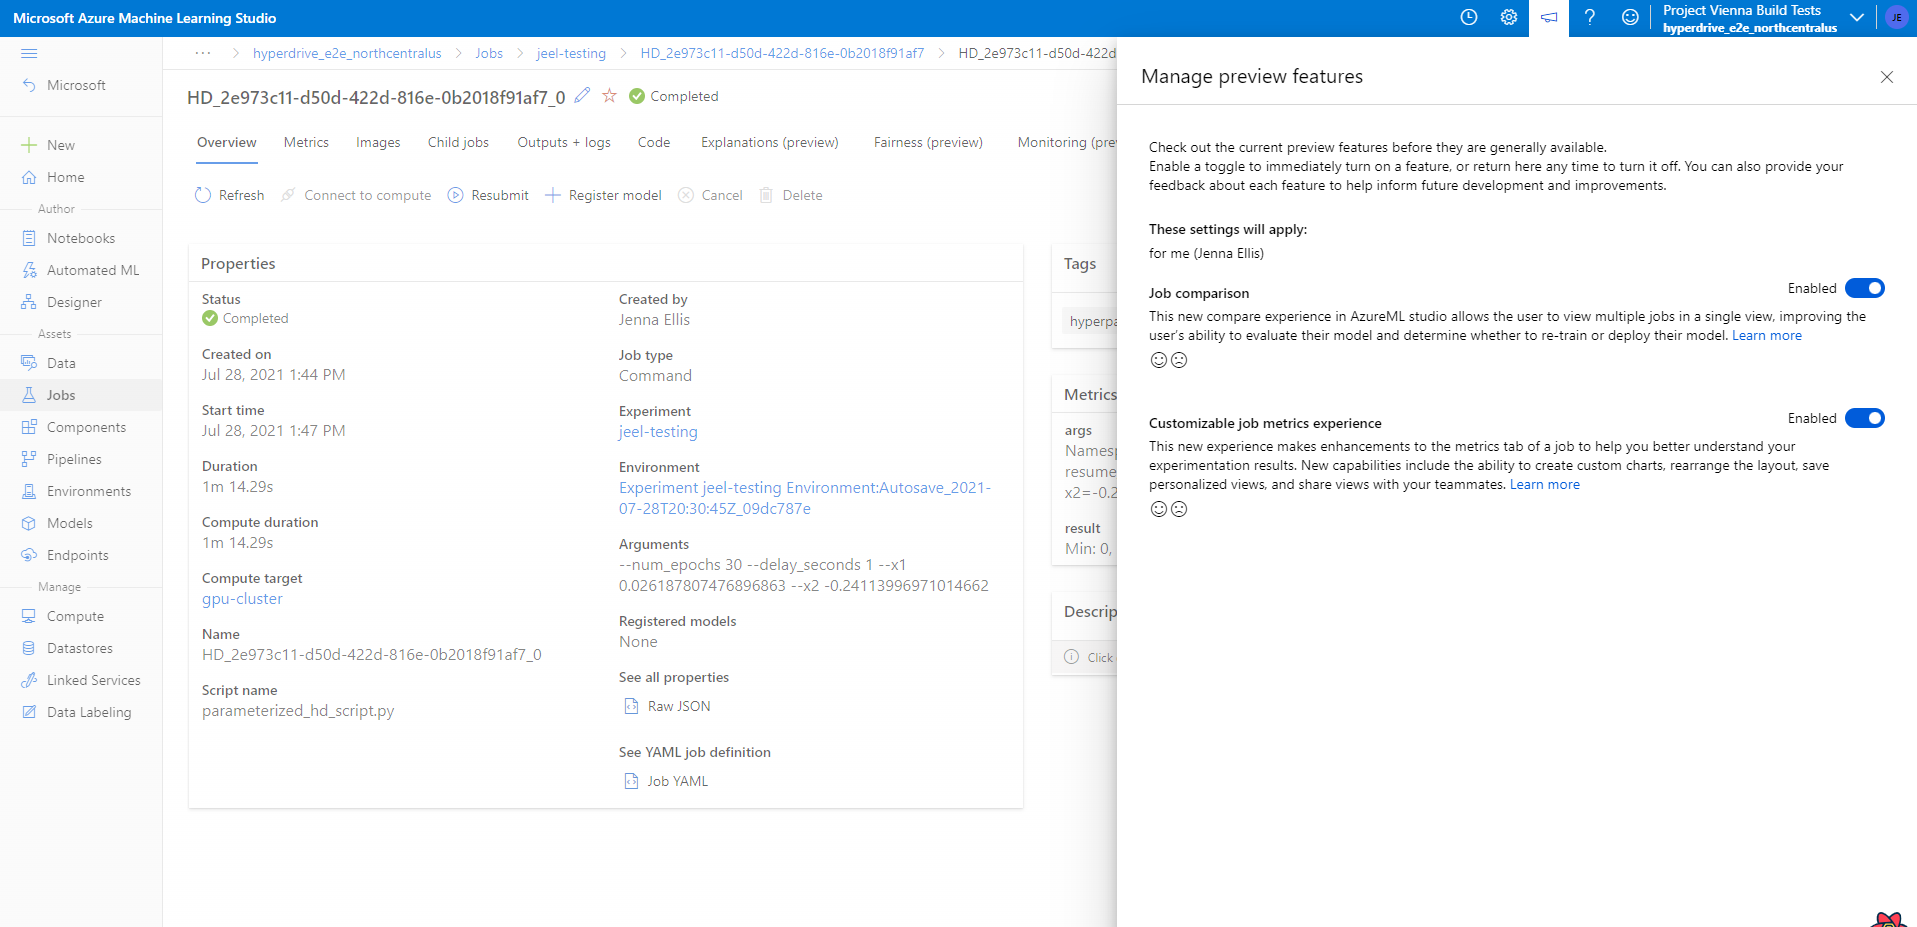 Microsoft Azure Machine Learning Studio
Project Vienna Build Tests
hyperdrive_e2e_northcentralus
JE
Microsoft
New
Home
Author
Notebooks
Automated ML
Designer
Assets
Data
Jobs
Components
Pipelines
Environments
Models
Endpoints
Manage
Compute
Datastores
Linked Services
Data Labeling
··· > hyperdrive_e2e_northcentralus > Jobs > jeel-testing > HD_2e973c11-d50d-422d-816e-0b2018f91af7 > HD_2e973c11-d50d-422d
HD_2e973c11-d50d-422d-816e-0b2018f91af7_0 Completed
Overview Metrics Images Child jobs Outputs + logs Code Explanations (preview) Fairness (preview) Monitoring (pre
Refresh Connect to compute Resubmit Register model Cancel Delete
Properties
Status
Completed
Created on
Jul 28, 2021 1:44 PM
Start time
Jul 28, 2021 1:47 PM
Duration
1m 14.29s
Compute duration
1m 14.29s
Compute target
gpu-cluster
Name
HD_2e973c11-d50d-422d-816e-0b2018f91af7_0
Script name
parameterized_hd_script.py
Created by
Jenna Ellis
Job type
Command
Experiment
jeel-testing
Environment
Experiment jeel-testing Environment:Autosave_2021-
07-28T20:30:45Z_09dc787e
Arguments
--num_epochs 30 --delay_seconds 1 --x1
0.026187807476896863 --x2 -0.24113996971014662
Registered models
None
See all properties
Raw JSON
See YAML job definition
Job YAML
Tags
hyperpa
Metrics
args
Namesp
resume
x2=-0.2
result
Min: 0,
Descrip
Click
Manage preview features
Check out the current preview features before they are generally available.
Enable a toggle to immediately turn on a feature, or return here any time to turn it off. You can also provide your
feedback about each feature to help inform future development and improvements.
These settings will apply:
for me (Jenna Ellis)
Job comparison Enabled
This new compare experience in AzureML studio allows the user to view multiple jobs in a single view, improving the
user's ability to evaluate their model and determine whether to re-train or deploy their model. Learn more
Customizable job metrics experience Enabled
This new experience makes enhancements to the metrics tab of a job to help you better understand your
experimentation results. New capabilities include the ability to create custom charts, rearrange the layout, save
personalized views, and share views with your teammates. Learn more